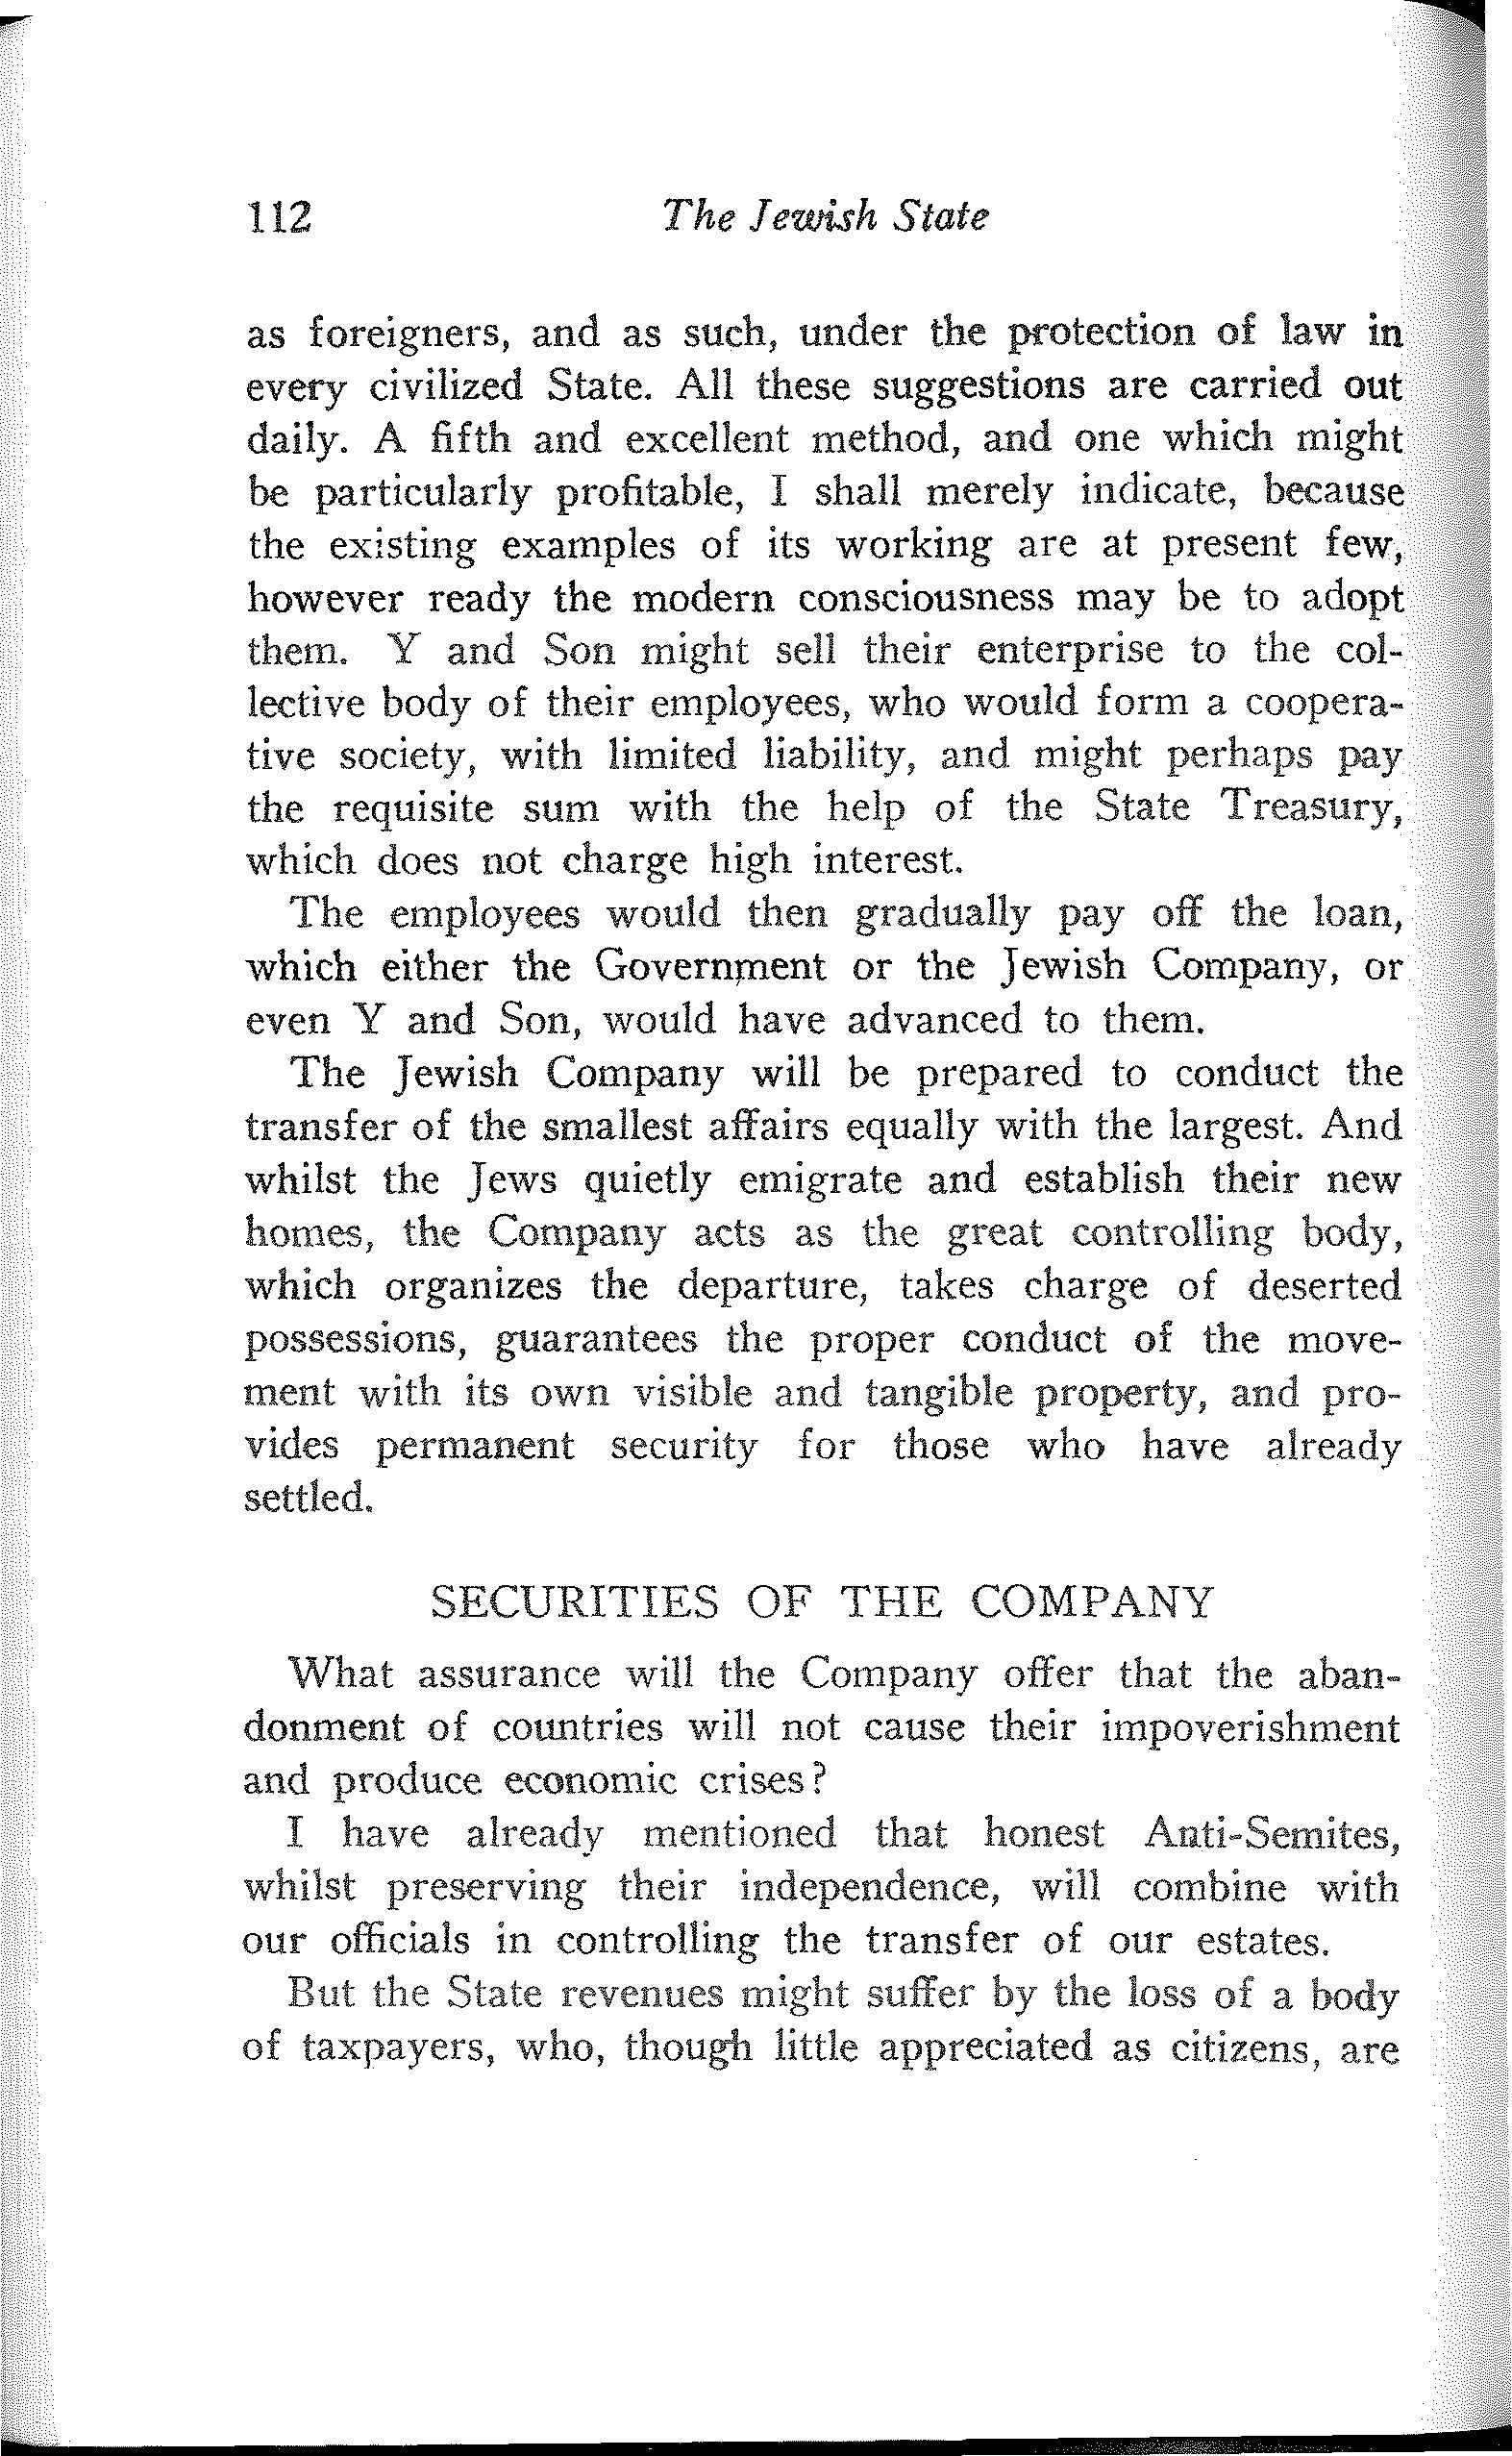 112 The Jewish State
as foreigners, and as such, under the protection of law in
every civilized State. All these suggestions are carried out
daily. A fifth and excellent method, and one which might
be particularly profitable, I shall merely indicate, because
the existing examples of its working are at present few,
however ready the modern consciousness may be to adopt
them. Y and Son might sell their enterprise to the col-
lective body of their employees, who would form a coopera-
tive society, with limited liability, and might perhaps pay
the requisite sum with the help of the State Treasury,
which does not charge high interest.
The employees would then gradually pay off the loan,
which either the Government or the Jewish Company, or
even Y and Son, would have advanced to them.
The Jewish Company will be prepared to conduct the
transfer of the smallest affairs equally with the largest. And
whilst the Jews quietly emigrate and establish their new
homes, the Company acts as the great controlling body,
which organizes the departure, takes charge of deserted
possessions, guarantees the proper conduct of the move-
ment with its own visible and tangible property, and pro-
vides permanent security for those who have already
settled.
SECURITIES OF THE COMPANY
What assurance will the Company offer that the aban-
donment of countries will not cause their impoverishment
and produce economic crises?
I have already mentioned that honest Anti-Semites,
whilst preserving their independence, will combine with
our officials in controlling the transfer of our estates.
But the State revenues might suffer by the loss of a body
of taxpayers, who, though little appreciated as citizens, are